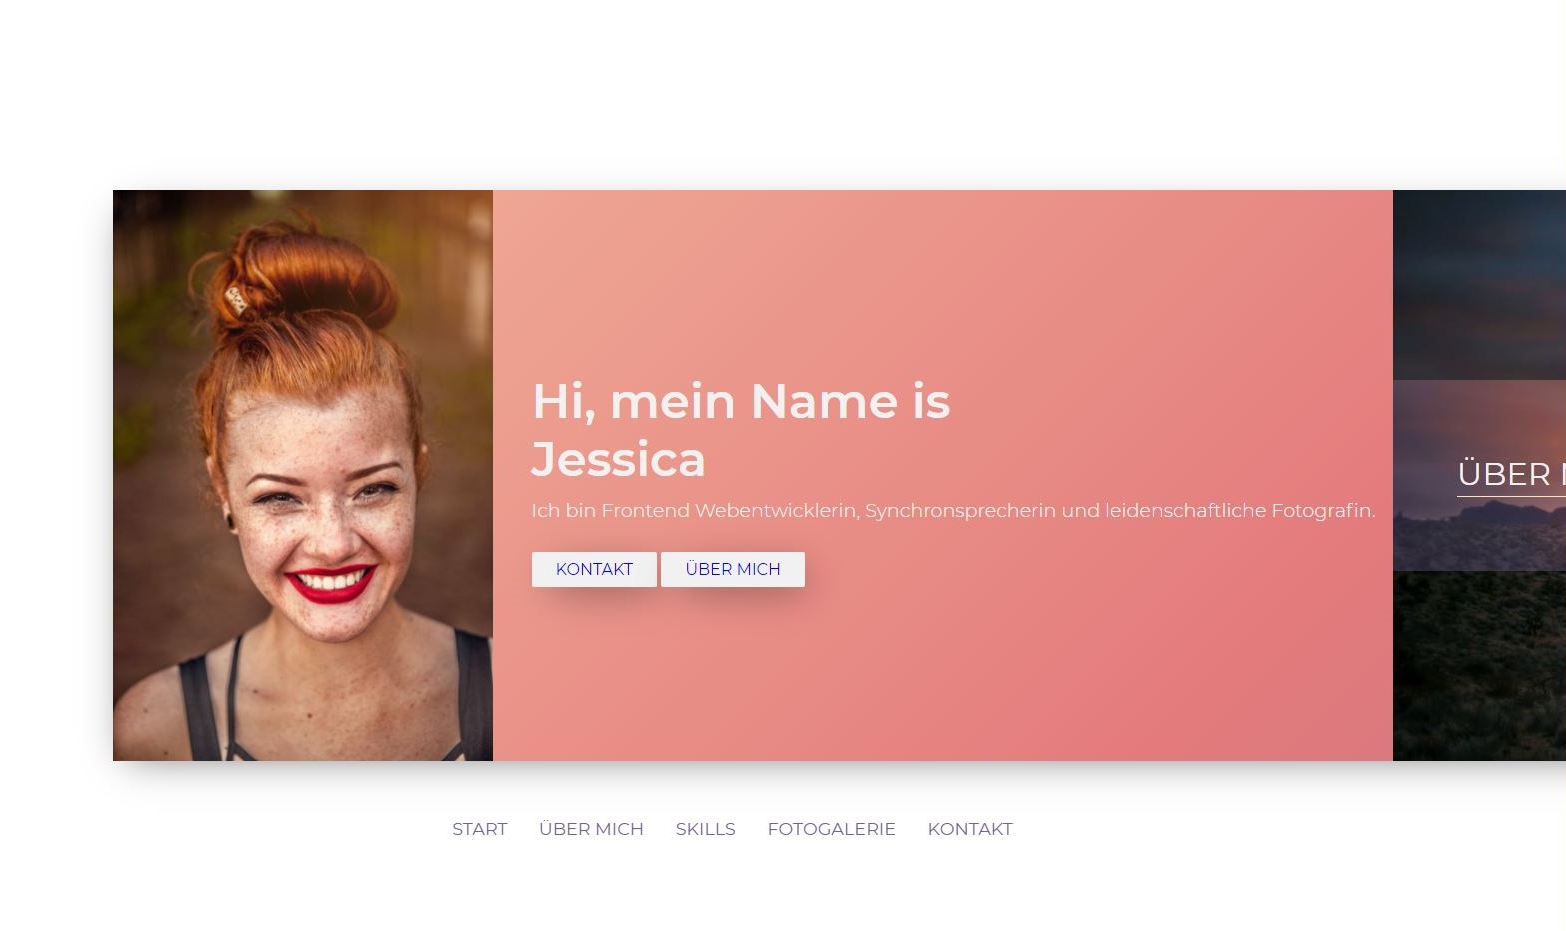 Hi, mein Name is
Jessica
Ich bin Frontend Webentwicklerin, Synchronsprecherin und leidenschaftliche Fotografin.
KONTAKT ÜBER MICH
ÜBER
START ÜBER MICH SKILLS FOTOGALERIE KONTAKT